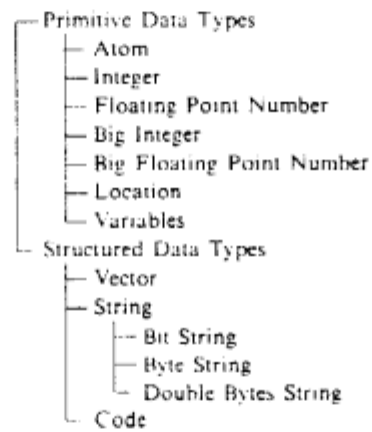 Primitive Data Types
Atom
Integer
Floating Point Number
Big Integer
Big Floating Point Number
Location
Variables
Structured Data Types
Vector
String
Bit String
Byte String
Double Bytes String
Code